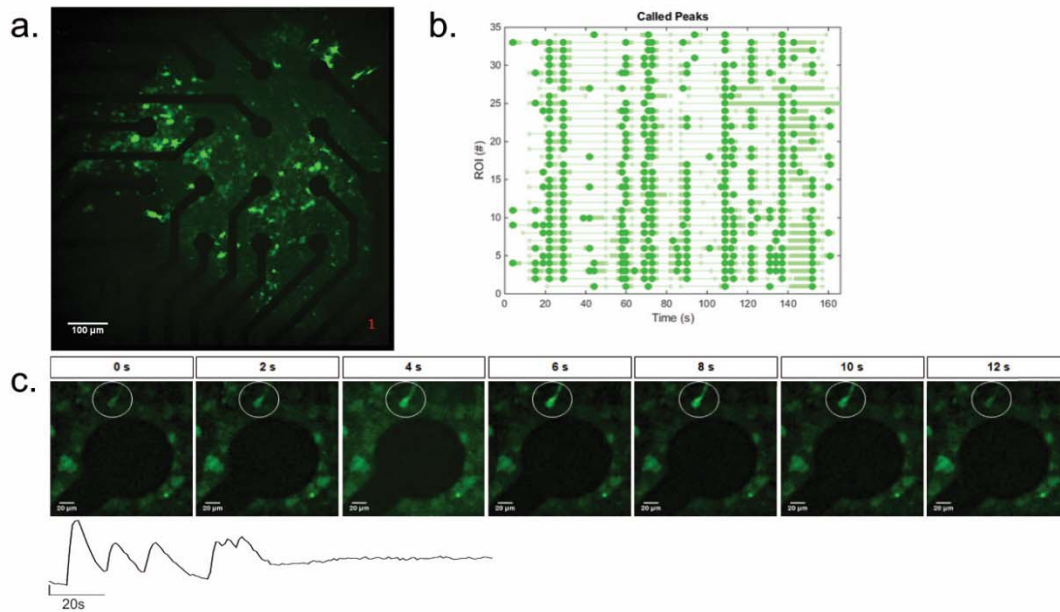 a.
100 µm
1
b.
Called Peaks
ROI (#)
35
30
25
20
15
10
5
0
0 20 40 60 80 100 120 140 160
Time (s)
c.
0 s 2 s 4 s 6 s 8 s 10 s 12 s
20 µm 20 µm 20 µm 20 µm 20 µm 20 µm 20 µm
20s